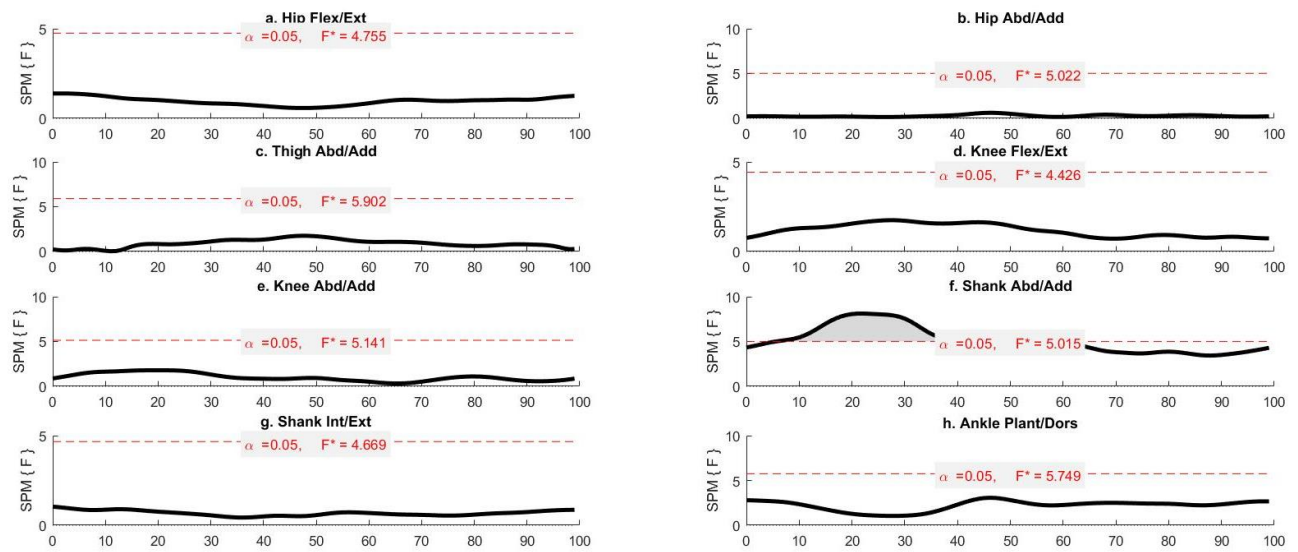 a. Hip Flex/Ext
5
SPM { F }
α =0.05, F* = 4.755
0
0 10 20 30 40 50 60 70 80 90 100
b. Hip Abd/Add
10
5
SPM { F }
α =0.05, F* = 5.022
0
0 10 20 30 40 50 60 70 80 90 100
c. Thigh Abd/Add
10
5
SPM { F }
α =0.05, F* = 5.902
0
0 10 20 30 40 50 60 70 80 90 100
d. Knee Flex/Ext
5
SPM { F }
α =0.05, F* = 4.426
0
0 10 20 30 40 50 60 70 80 90 100
e. Knee Abd/Add
10
5
SPM { F }
α =0.05, F* = 5.141
0
0 10 20 30 40 50 60 70 80 90 100
f. Shank Abd/Add
10
5
SPM { F }
α =0.05, F* = 5.015
0
0 10 20 30 40 50 60 70 80 90 100
g. Shank Int/Ext
5
SPM { F }
α =0.05, F* = 4.669
0
0 10 20 30 40 50 60 70 80 90 100
h. Ankle Plant/Dors
10
5
SPM { F }
α =0.05, F* = 5.749
0
0 10 20 30 40 50 60 70 80 90 100